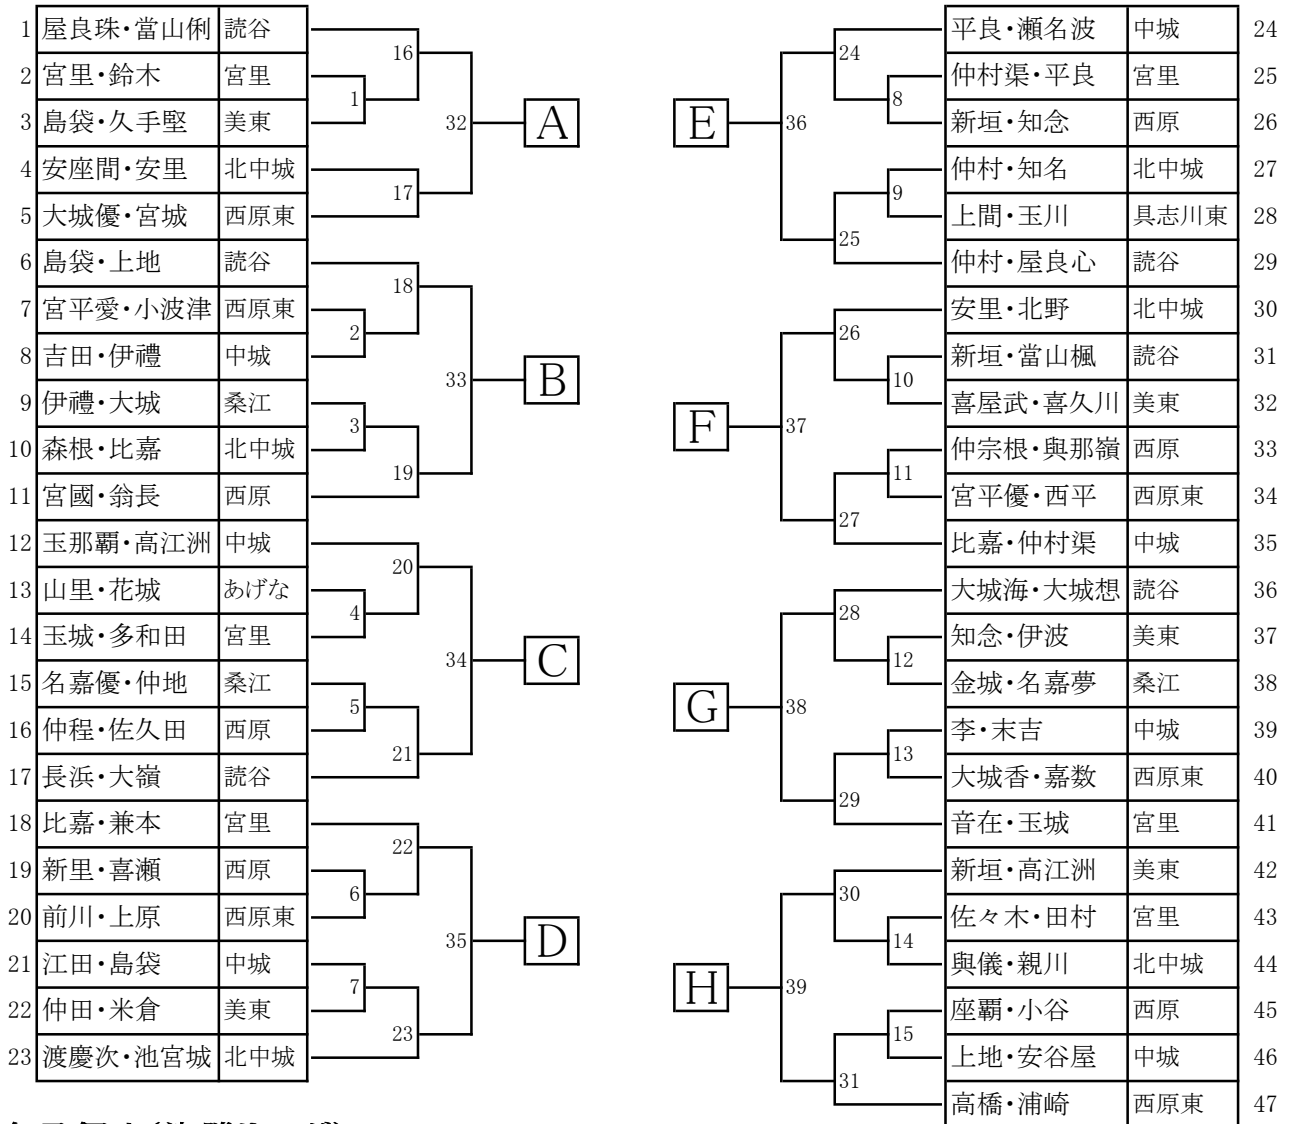 1 屋良珠・當山俐 読谷
2 宮里・鈴木 宮里
3 島袋・久手堅 美東
4 安座間・安里 北中城
5 大城優・宮城 西原東
6 島袋・上地 読谷
7 宮平愛・小波津 西原東
8 吉田・伊禮 中城
9 伊禮・大城 桑江
10 森根・比嘉 北中城
11 宮國・翁長 西原
12 玉那覇・高江洲 中城
13 山里・花城 あげな
14 玉城・多和田 宮里
15 名嘉優・仲地 桑江
16 仲程・佐久田 西原
17 長浜・大嶺 読谷
18 比嘉・兼本 宮里
19 新里・喜瀬 西原
20 前川・上原 西原東
21 江田・島袋 中城
22 仲田・米倉 美東
23 渡慶次・池宮城 北中城
16
1
32
17
A
18
2
33
3
19
B
20
4
34
5
21
C
22
6
35
7
23
D
E
24
8
36
9
25
F
26
10
37
11
27
G
28
12
38
13
29
H
30
14
39
15
31
平良・瀬名波 中城 24
仲村渠・平良 宮里 25
新垣・知念 西原 26
仲村・知名 北中城 27
上間・玉川 具志川東 28
仲村・屋良心 読谷 29
安里・北野 北中城 30
新垣・當山楓 読谷 31
喜屋武・喜久川 美東 32
仲宗根・與那嶺 西原 33
宮平優・西平 西原東 34
比嘉・仲村渠 中城 35
大城海・大城想 読谷 36
知念・伊波 美東 37
金城・名嘉夢 桑江 38
李・末吉 中城 39
大城香・嘉数 西原東 40
音在・玉城 宮里 41
新垣・高江洲 美東 42
佐々木・田村 宮里 43
與儀・親川 北中城 44
座覇・小谷 西原 45
上地・安谷屋 中城 46
高橋・浦崎 西原東 47